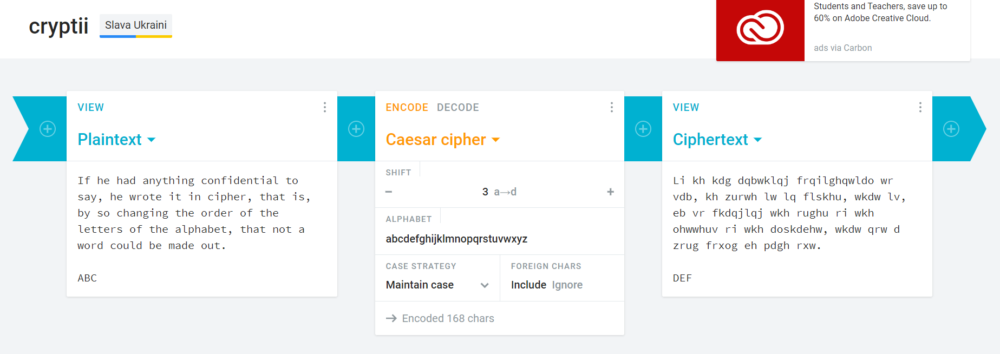 cryptii
Slava Ukraini
Students and Teachers, save up to
60% on Adobe Creative Cloud.
ads via Carbon
VIEW
Plaintext
If he had anything confidential to
say, he wrote it in cipher, that is,
by so changing the order of the
letters of the alphabet, that not a
word could be made out.
ABC
ENCODE DECODE
Caesar cipher
SHIFT
− 3 a→d +
ALPHABET
abcdefghijklmnopqrstuvwxyz
CASE STRATEGY
Maintain case
FOREIGN CHARS
Include Ignore
→ Encoded 168 chars
VIEW
Ciphertext
Li kh kdg dqbwklqj frqilghqwldo wr
vdb, kh zurwh lw lq flskhu, wkdw lv,
eb vr fkdqjlqj wkh rughu ri wkh
ohwwhuv ri wkh doskdehw, wkdw qrw d
zrug frxog eh pdgh rxw.
DEF